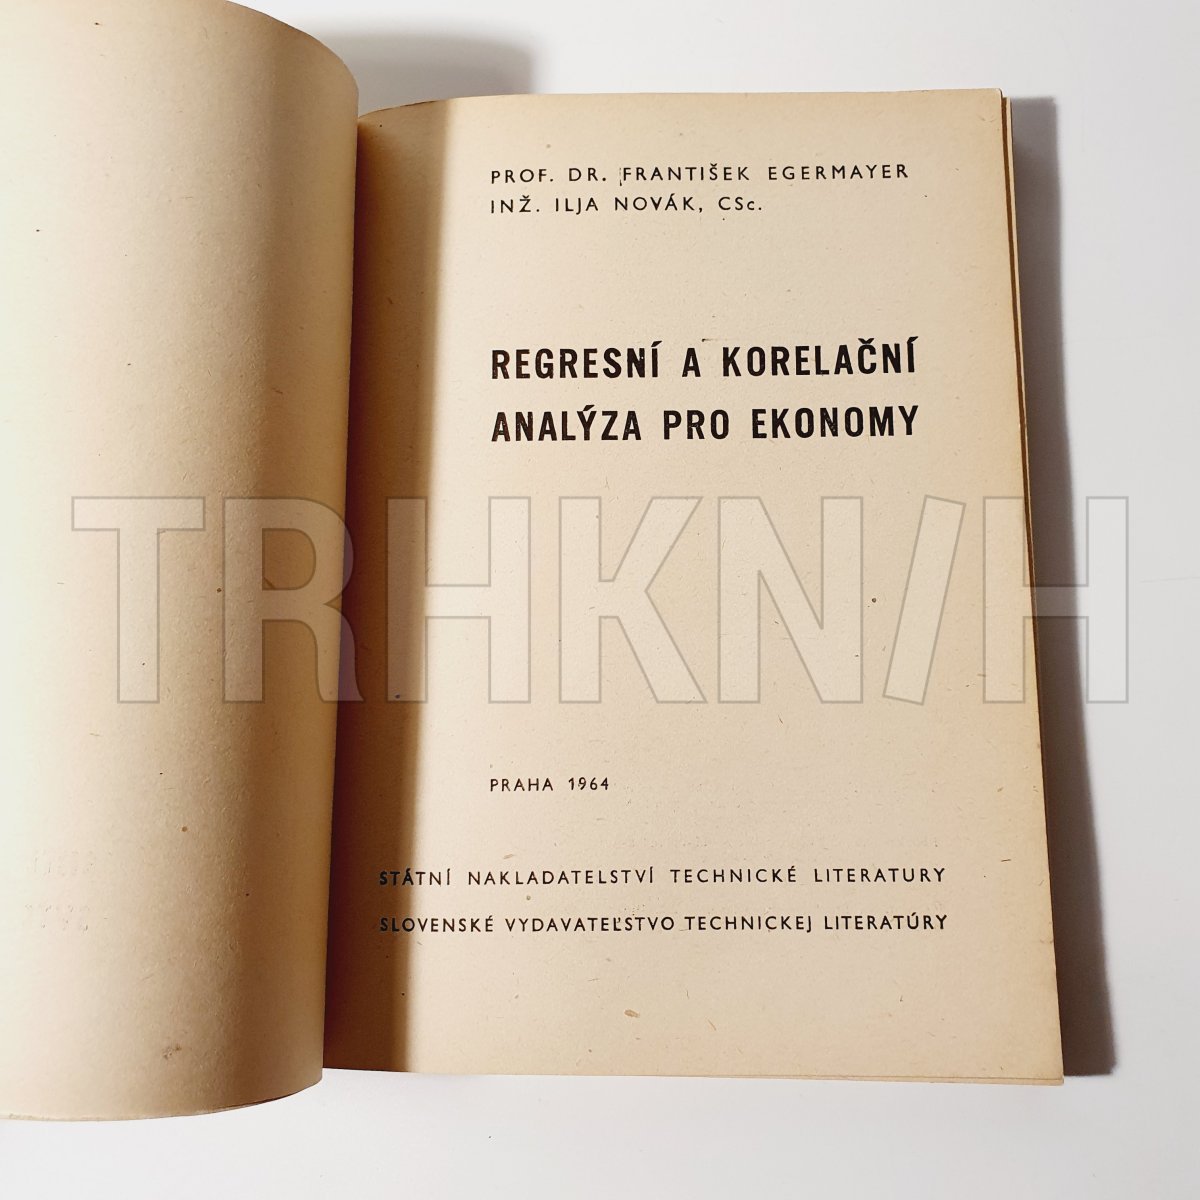 PROF. DR. FRANTIŠEK EGERMAYER
INŽ. ILJA NOVÁK, CSc.
REGRESNÍ A KORELAČNÍ
ANALÝZA PRO EKONOMY
TRHKNIH
PRAHA 1964
STÁTNÍ NAKLADATELSTVÍ TECHNICKÉ LITERATURY
SLOVENSKÉ VYDAVATEĽSTVO TECHNICKEJ LITERATÚRY